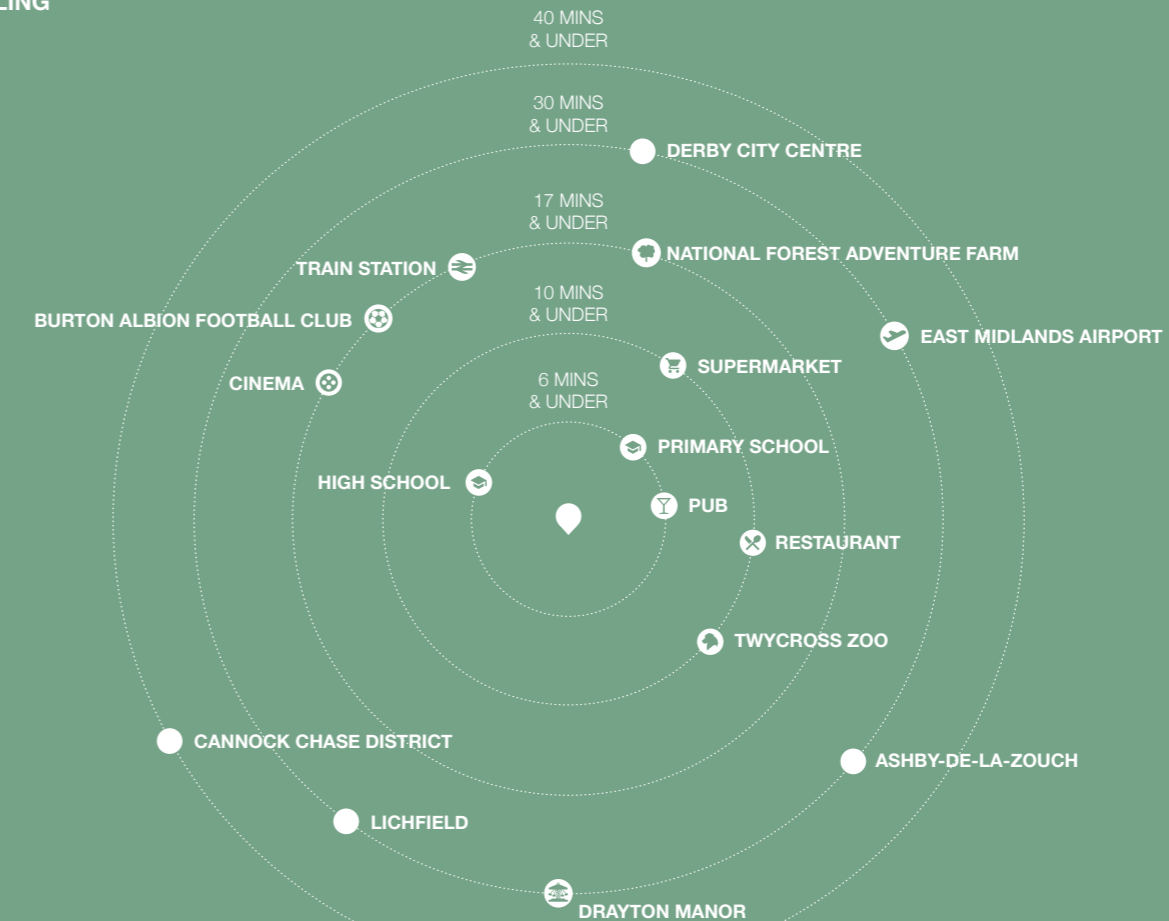 LING
40 MINS
& UNDER
30 MINS
& UNDER
DERBY CITY CENTRE
17 MINS
& UNDER
NATIONAL FOREST ADVENTURE FARM
TRAIN STATION
10 MINS
& UNDER
BURTON ALBION FOOTBALL CLUB
EAST MIDLANDS AIRPORT
SUPERMARKET
CINEMA
6 MINS
& UNDER
PRIMARY SCHOOL
HIGH SCHOOL
PUB
RESTAURANT
TWYCROSS ZOO
CANNOCK CHASE DISTRICT
ASHBY-DE-LA-ZOUCH
LICHFIELD
DRAYTON MANOR